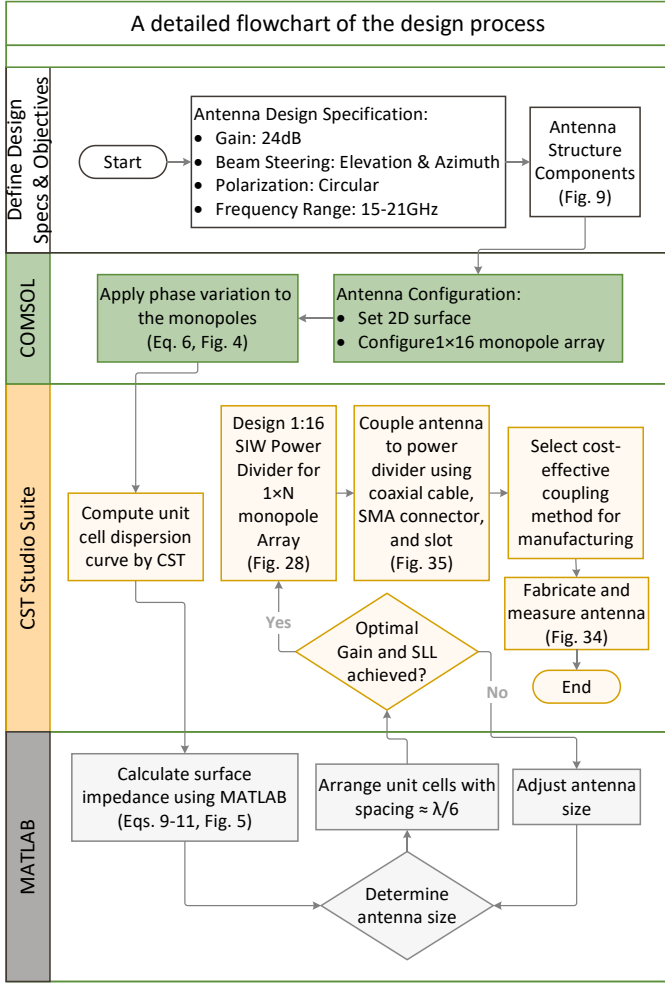 A detailed flowchart of the design process
Define Design
Specs & Objectives
Start
Antenna Design Specification:
• Gain: 24dB
• Beam Steering: Elevation & Azimuth
• Polarization: Circular
• Frequency Range: 15-21GHz
Antenna
Structure
Components
(Fig. 9)
COMSOL
Apply phase variation to
the monopoles
(Eq. 6, Fig. 4)
Antenna Configuration:
• Set 2D surface
• Configure1×16 monopole array
CST Studio Suite
Compute unit
cell dispersion
curve by CST
Design 1:16
SIW Power
Divider for
1×N
monopole
Array
(Fig. 28)
Couple antenna
to power
divider using
coaxial cable,
SMA connector,
and slot
(Fig. 35)
Select cost-
effective
coupling
method for
manufacturing
Fabricate and
measure antenna
(Fig. 34)
End
Yes
Optimal
Gain and SLL
achieved?
No
MATLAB
Calculate surface
impedance using MATLAB
(Eqs. 9-11, Fig. 5)
Arrange unit cells with
spacing ≈ λ/6
Adjust antenna
size
Determine
antenna size